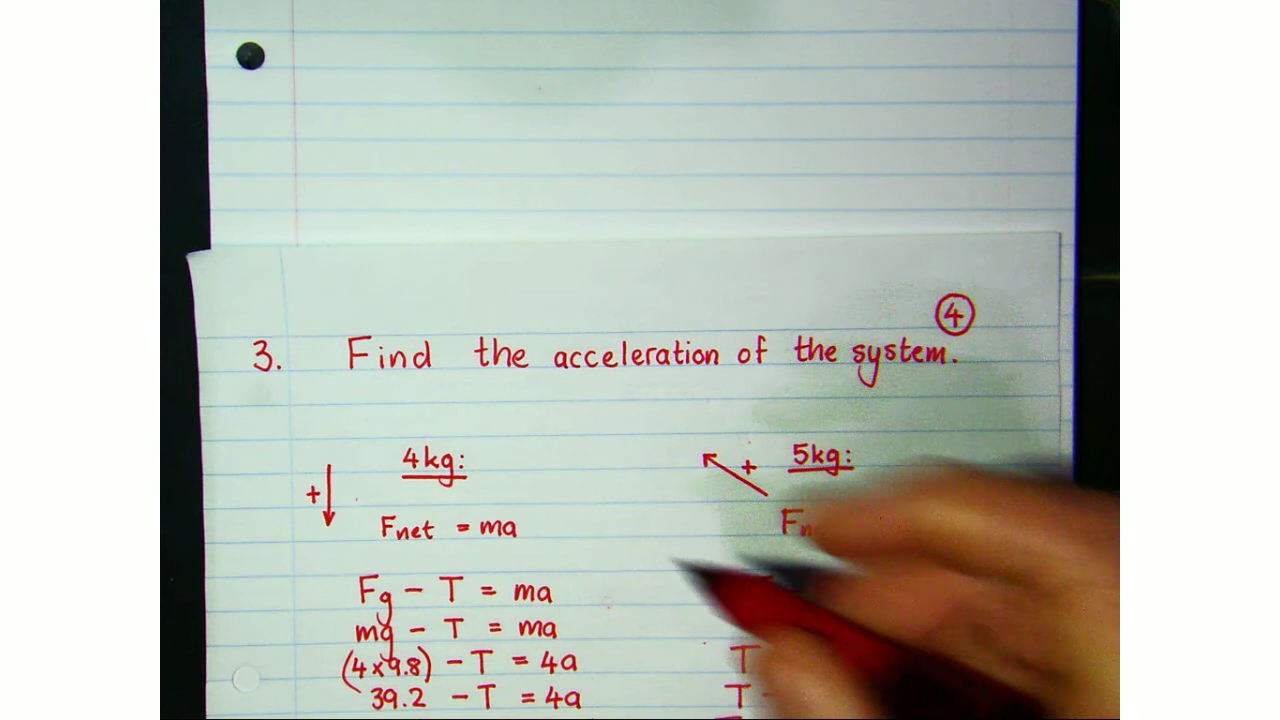 ④
3. Find the acceleration of the system.
4kg:
+
Fnet = ma
Fg - T = ma
mg - T = ma
(4×9.8) - T = 4a
39.2 - T = 4a
+ 5kg:
T
T